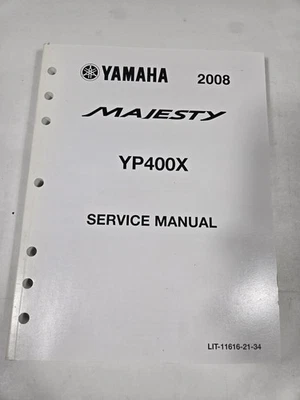 YAMAHA 2008
MAJESTY
YP400X
SERVICE MANUAL
LIT-11616-21-34